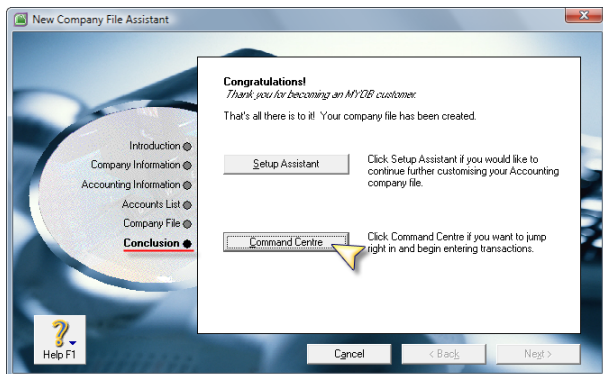 New Company File Assistant
Congratulations!
Thank you for becoming an MYOB customer.
That's all there is to it! Your company file has been created.
Introduction
Company Information
Accounting Information
Accounts List
Company File
Conclusion
Setup Assistant
Click Setup Assistant if you would like to
continue further customising your Accounting
company file.
Command Centre
Click Command Centre if you want to jump
right in and begin entering transactions.
Help F1
Cancel
< Back
Next >